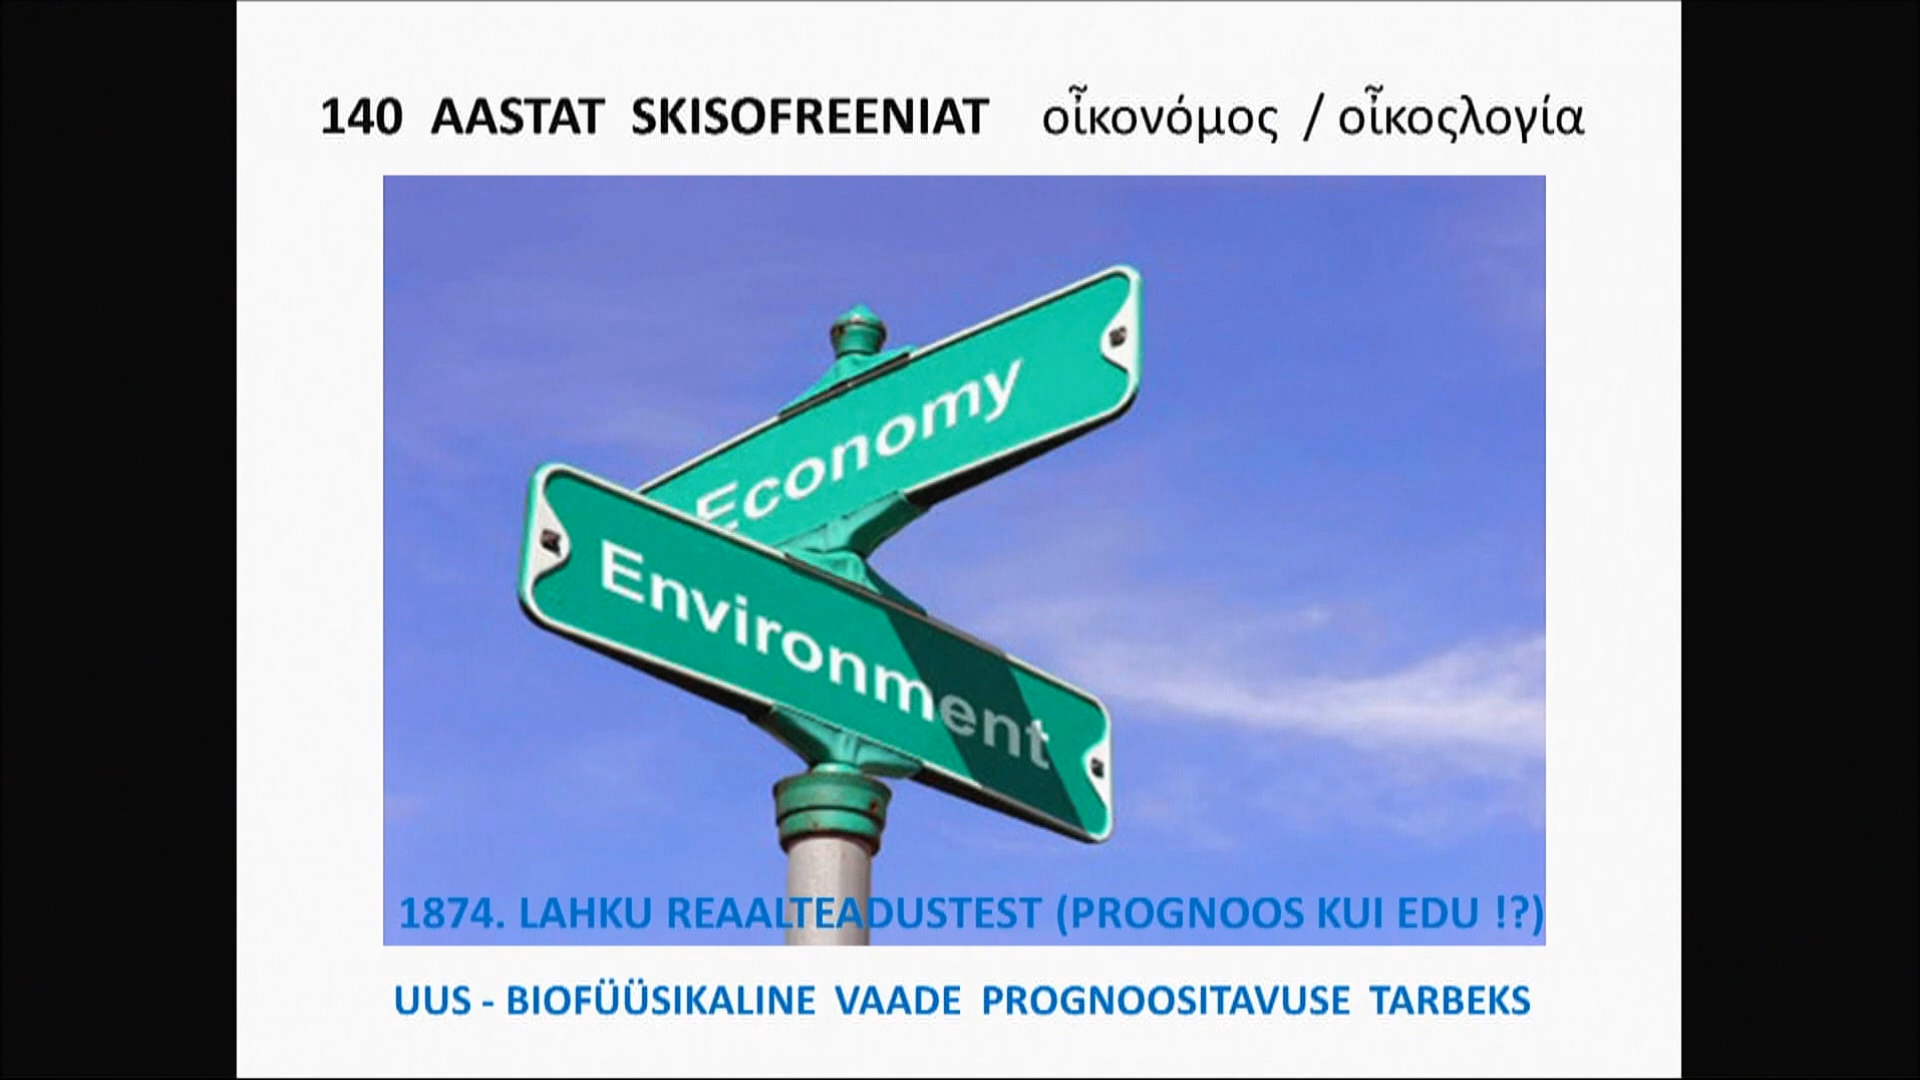 140 AASTAT SKISOFREENIAT οἶκονόμος / οἶκοςλογία
Economy
Environment
1874. LAHKU REAALTEADUSTEST (PROGNOOS KUI EDU !?)
UUS - BIOFÜÜSIKALINE VAADE PROGNOOSITAVUSE TARBEKS